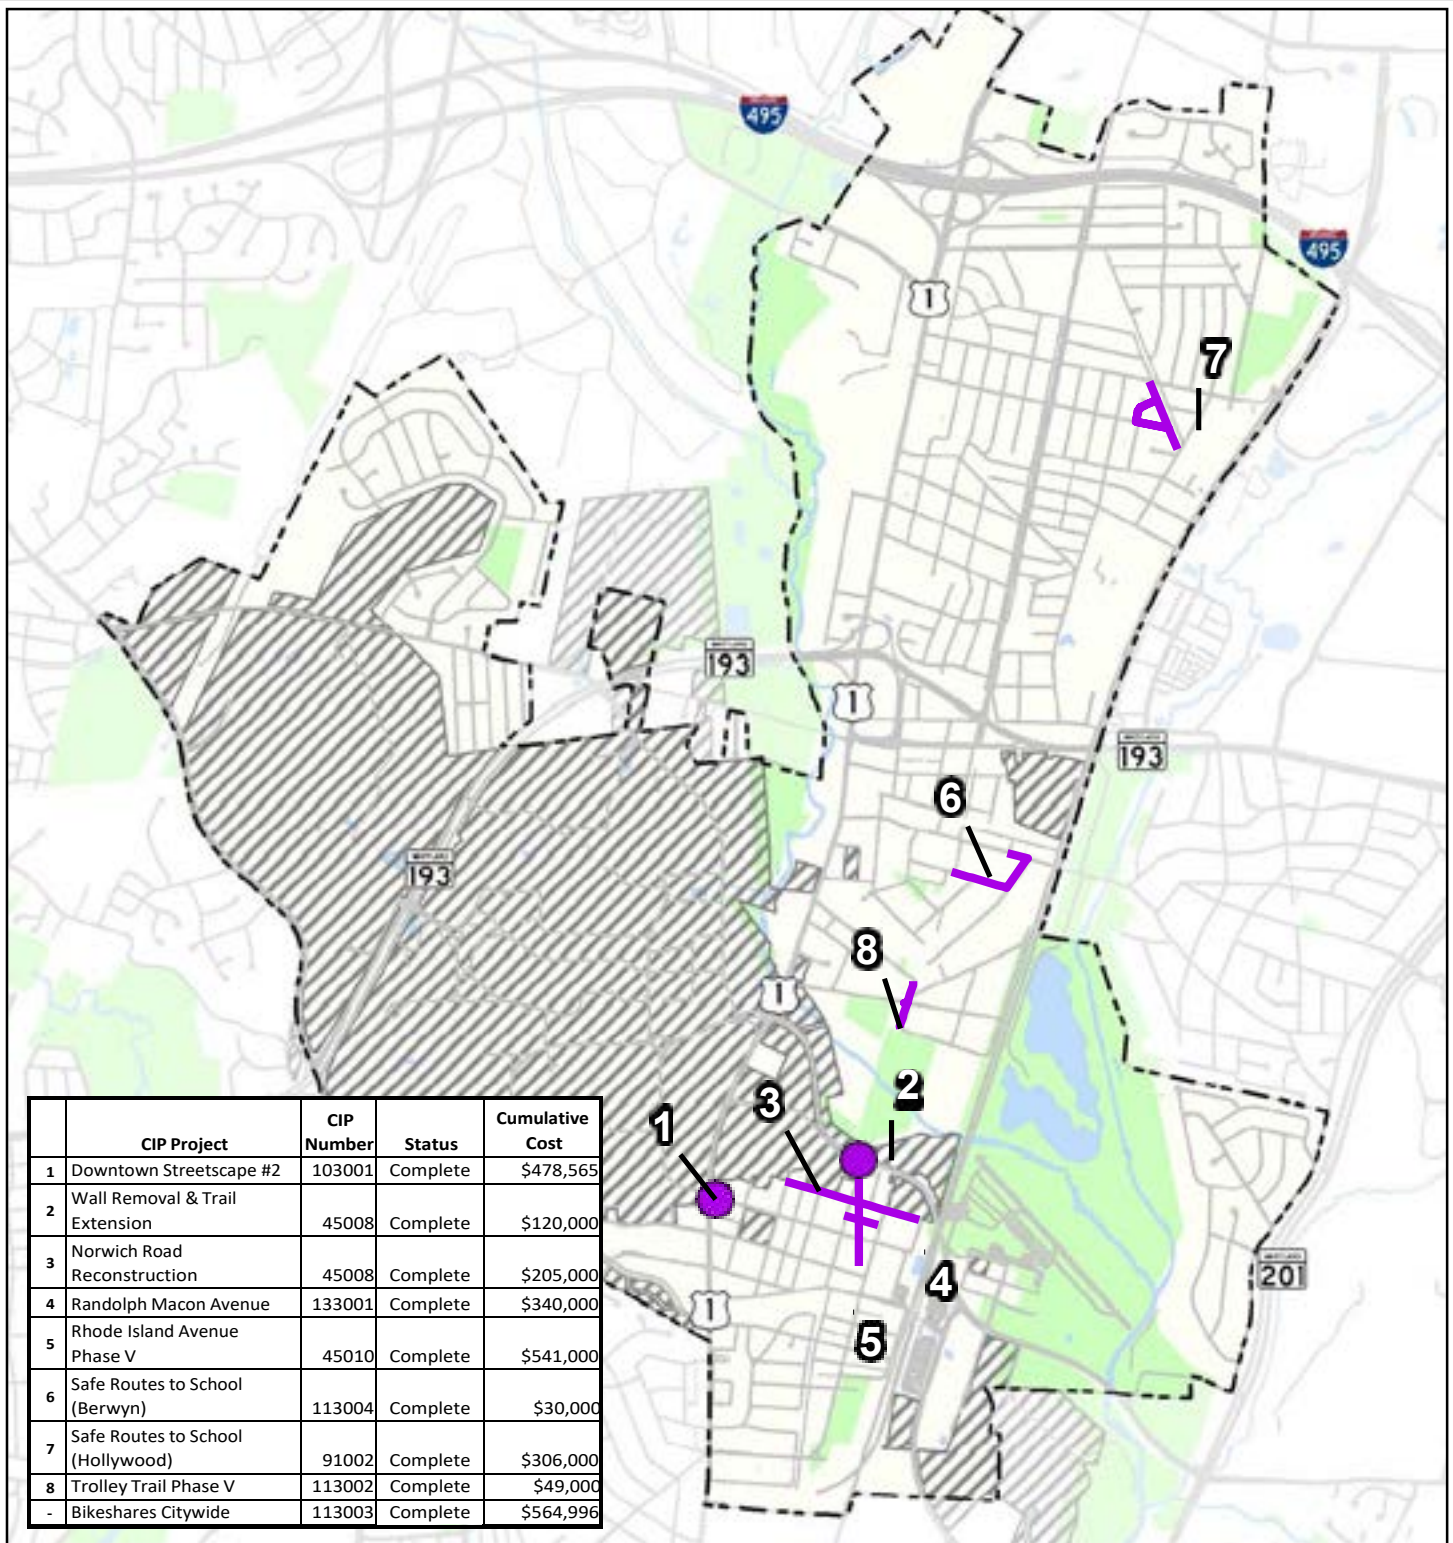 495
495
1
7
193
1
193
6
193
8
1
2
3
1
201
4
1
5
CIP Project
CIP
Number
Status
Cumulative
Cost
1 Downtown Streetscape #2 103001 Complete $478,565
2 Wall Removal & Trail
Extension 45008 Complete $120,000
3 Norwich Road
Reconstruction 45008 Complete $205,000
4 Randolph Macon Avenue 133001 Complete $340,000
5 Rhode Island Avenue
Phase V 45010 Complete $541,000
6 Safe Routes to School
(Berwyn) 113004 Complete $30,000
7 Safe Routes to School
(Hollywood) 91002 Complete $306,000
8 Trolley Trail Phase V 113002 Complete $49,000
- Bikeshares Citywide 113003 Complete $564,996